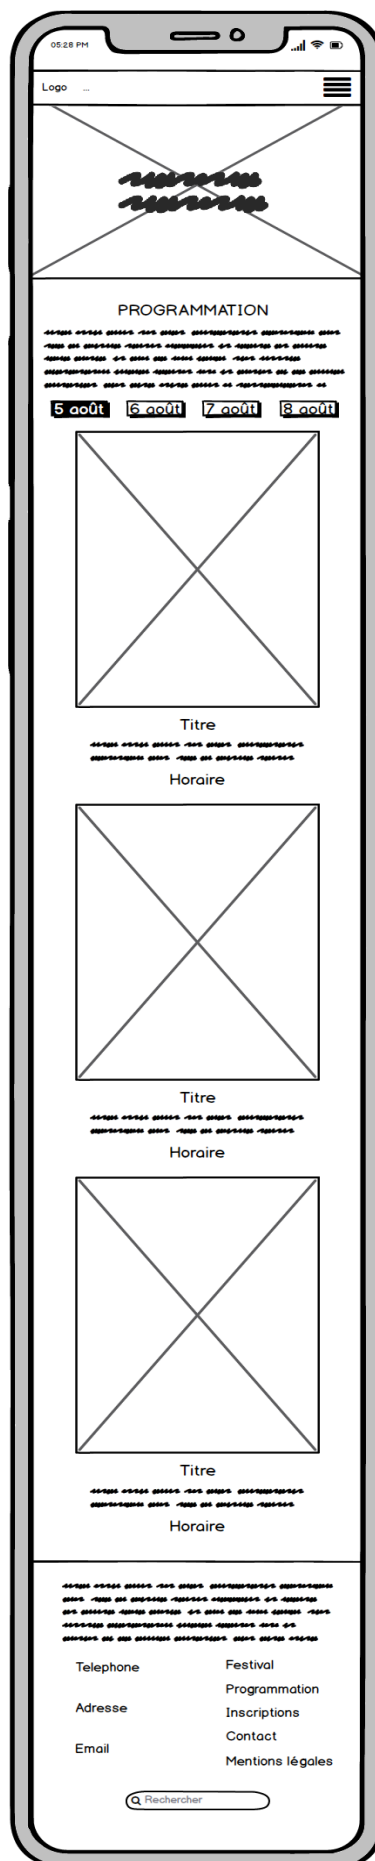 05:28 PM
Logo ...
PROGRAMMATION
5 août 6 août 7 août 8 août
Titre
Horaire
Titre
Horaire
Titre
Horaire
Telephone
Adresse
Email
Festival
Programmation
Inscriptions
Contact
Mentions légales
Rechercher